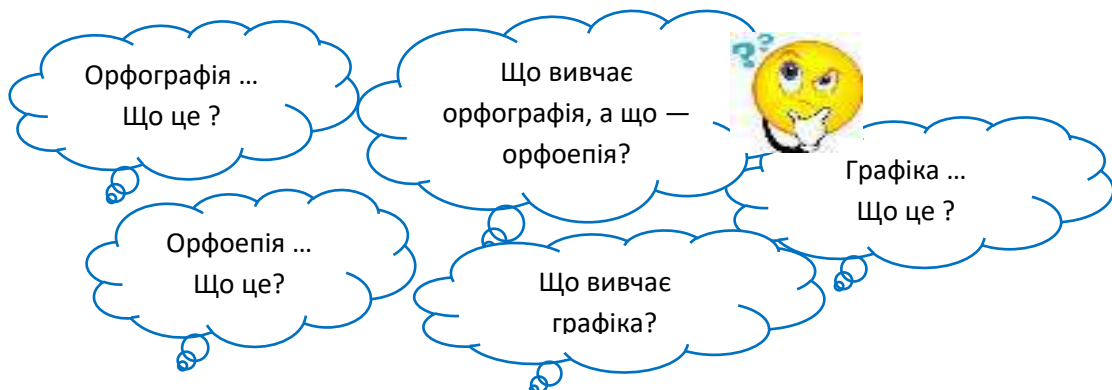 Орфографія ...
Що це ?
Що вивчає
орфографія, а що —
орфоепія?
??
Графіка ...
Що це ?
Орфоепія ...
Що це?
Що вивчає
графіка?